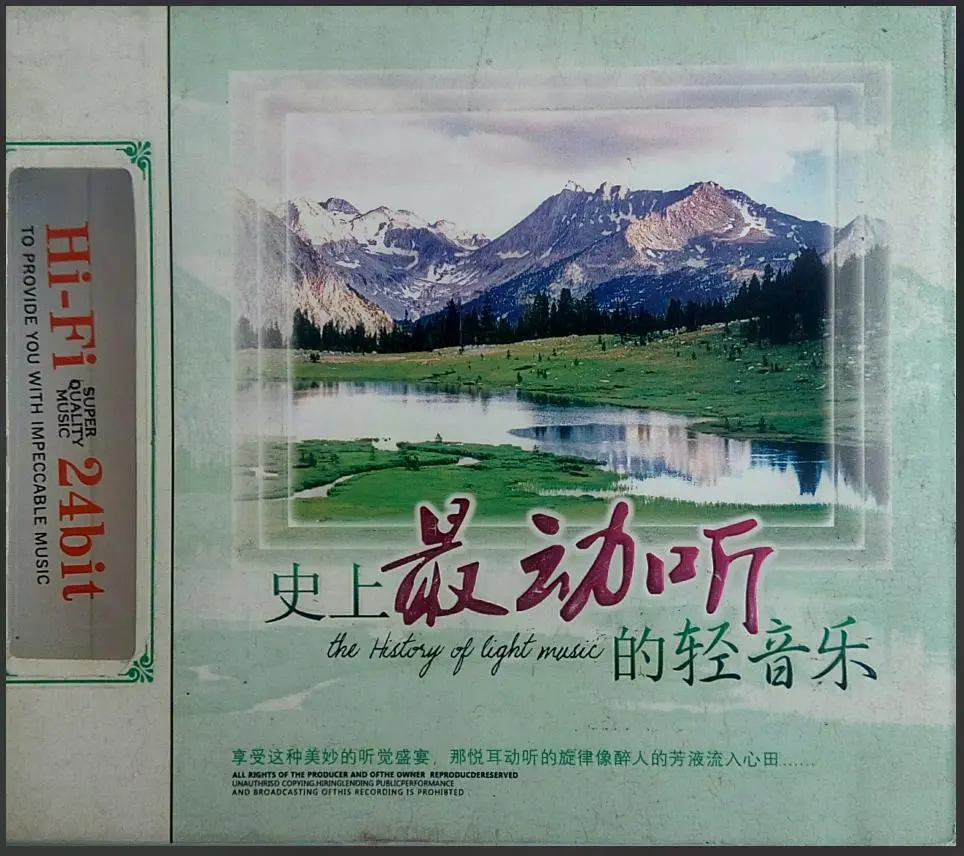 Hi-Fi SUPER QUALITY MUSIC 24bit
TO PROVIDE YOU WITH IMPECCABLE MUSIC
史上最动听
the History of light music
的轻音乐
享受这种美妙的听觉盛宴，那悦耳动听的旋律像醉人的芳液流入心田……
ALL RIGHTS OF THE PRODUCER AND OFTHE OWNER REPRODUCDERESERVED
UNAUTHRISD COPYING.HIRINGLENDING PUBLICPERFORMANCE
AND BROADCASTING OFTHIS RECORDING IS PROHIBTED